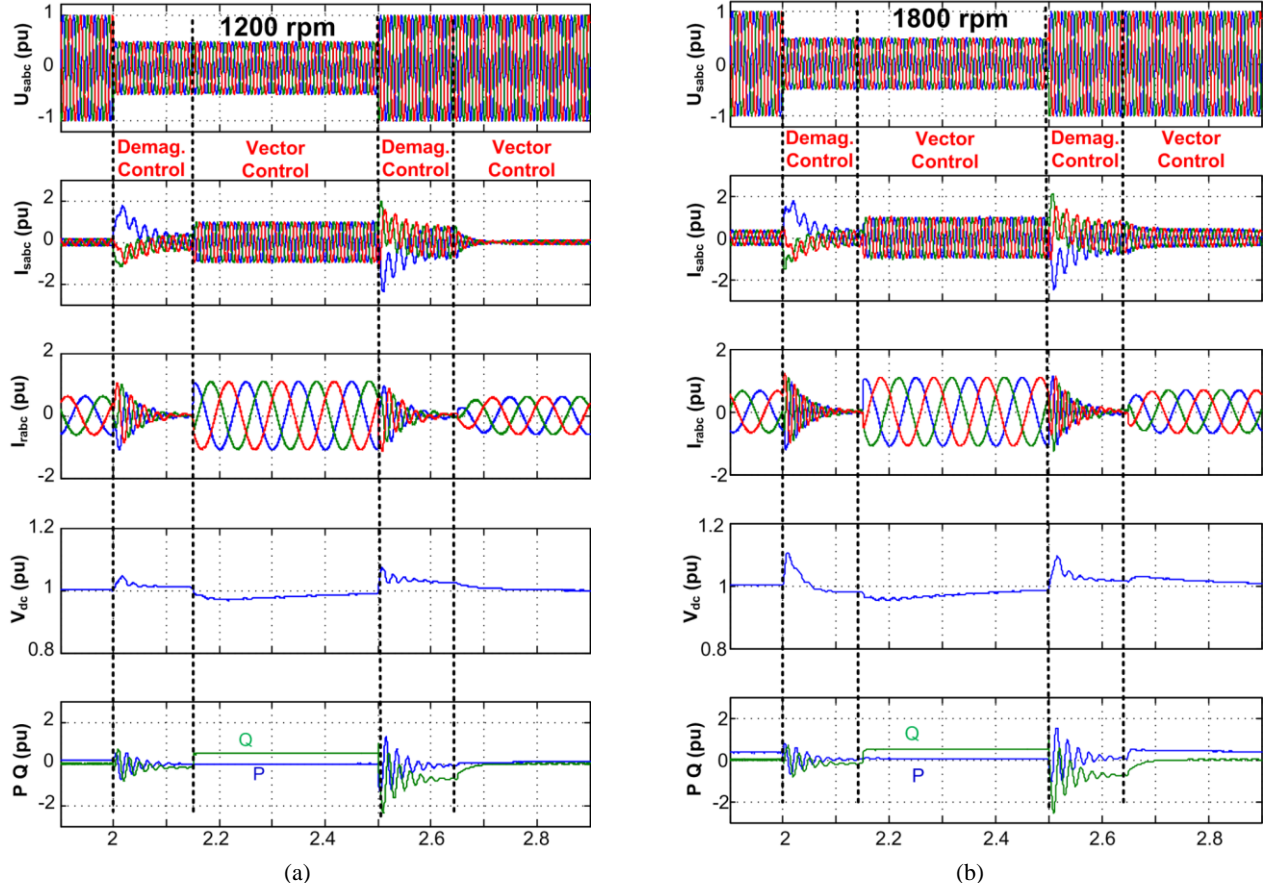 1200 rpm
U_sabc (pu)
1
0
-1
Demag. Control
Vector Control
Demag. Control
Vector Control
I_sabc (pu)
2
0
-2
I_rabc (pu)
2
0
-2
V_dc (pu)
1.2
1
0.8
P Q (pu)
2
0
-2
Q
P
2
2.2
2.4
2.6
2.8
(a)
1800 rpm
U_sabc (pu)
1
0
-1
Demag. Control
Vector Control
Demag. Control
Vector Control
I_sabc (pu)
2
0
-2
I_rabc (pu)
2
0
-2
V_dc (pu)
1.2
1
0.8
P Q (pu)
2
0
-2
Q
P
2
2.2
2.4
2.6
2.8
(b)